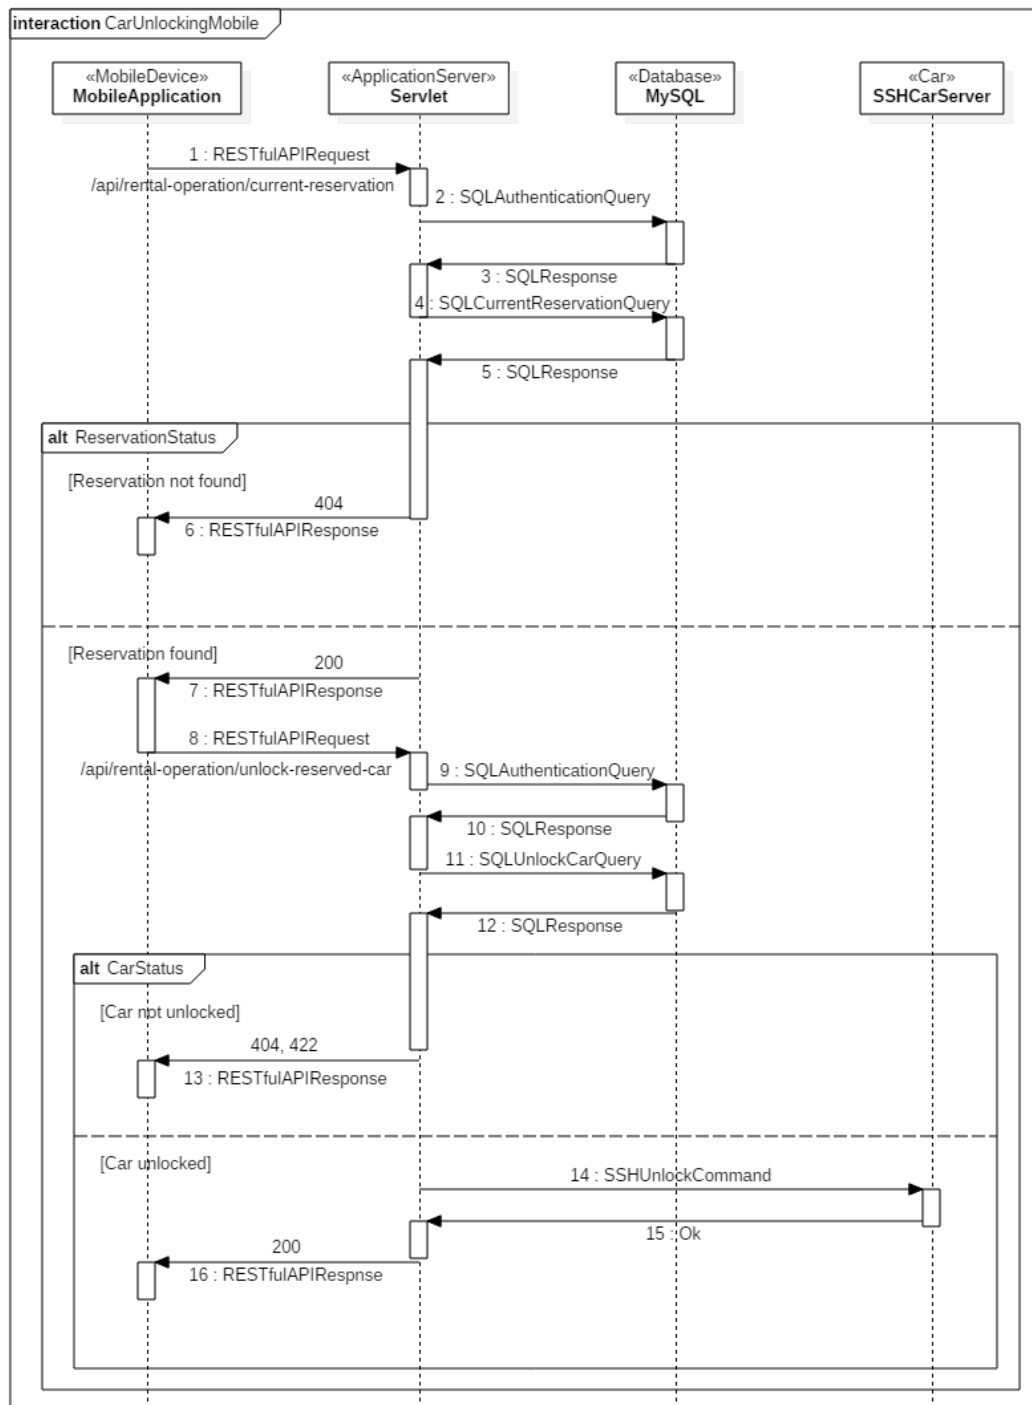 interaction CarUnlockingMobile
«MobileDevice»
MobileApplication
«ApplicationServer»
Servlet
«Database»
MySQL
«Car»
SSHCarServer
1 : RESTfulAPIRequest
/api/rental-operation/current-reservation
2 : SQLAuthenticationQuery
3 : SQLResponse
4 : SQLCurrentReservationQuery
5 : SQLResponse
alt ReservationStatus
[Reservation not found]
404
6 : RESTfulAPIResponse
[Reservation found]
200
7 : RESTfulAPIResponse
8 : RESTfulAPIRequest
/api/rental-operation/unlock-reserved-car
9 : SQLAuthenticationQuery
10 : SQLResponse
11 : SQLUnlockCarQuery
12 : SQLResponse
alt CarStatus
[Car not unlocked]
404, 422
13 : RESTfulAPIResponse
[Car unlocked]
14 : SSHUnlockCommand
15 : Ok
200
16 : RESTfulAPIRespnse